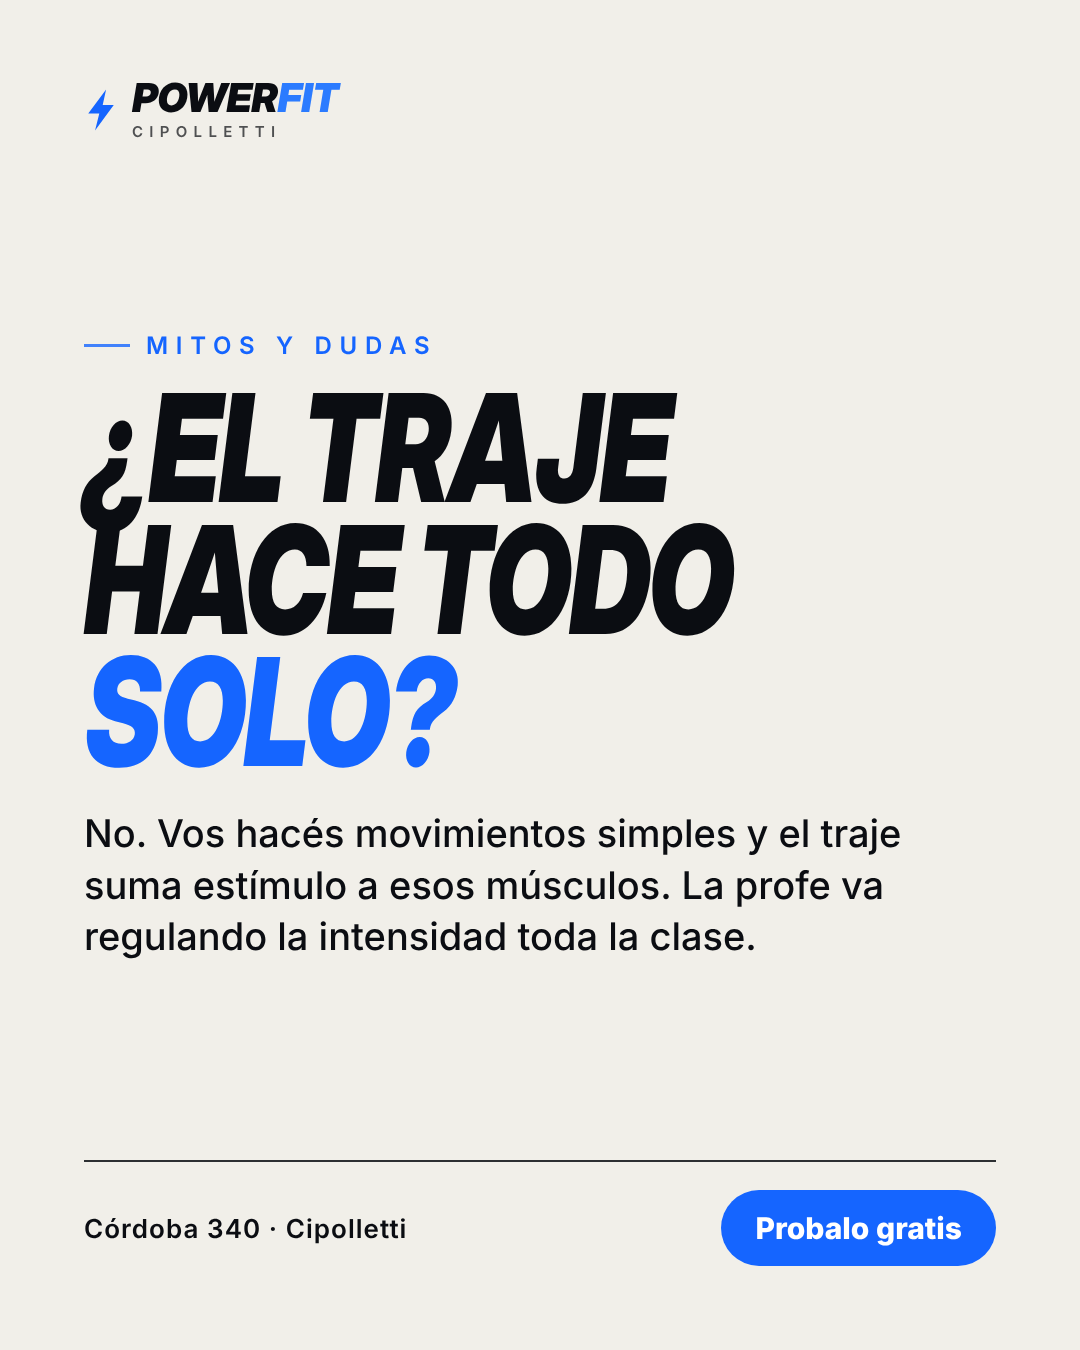 POWERFIT
CIPOLLETTI
MITOS Y DUDAS
¿EL TRAJE
HACE TODO
SOLO?
No. Vos hacés movimientos simples y el traje
suma estímulo a esos músculos. La profe va
regulando la intensidad toda la clase.
Córdoba 340 · Cipolletti
Probalo gratis